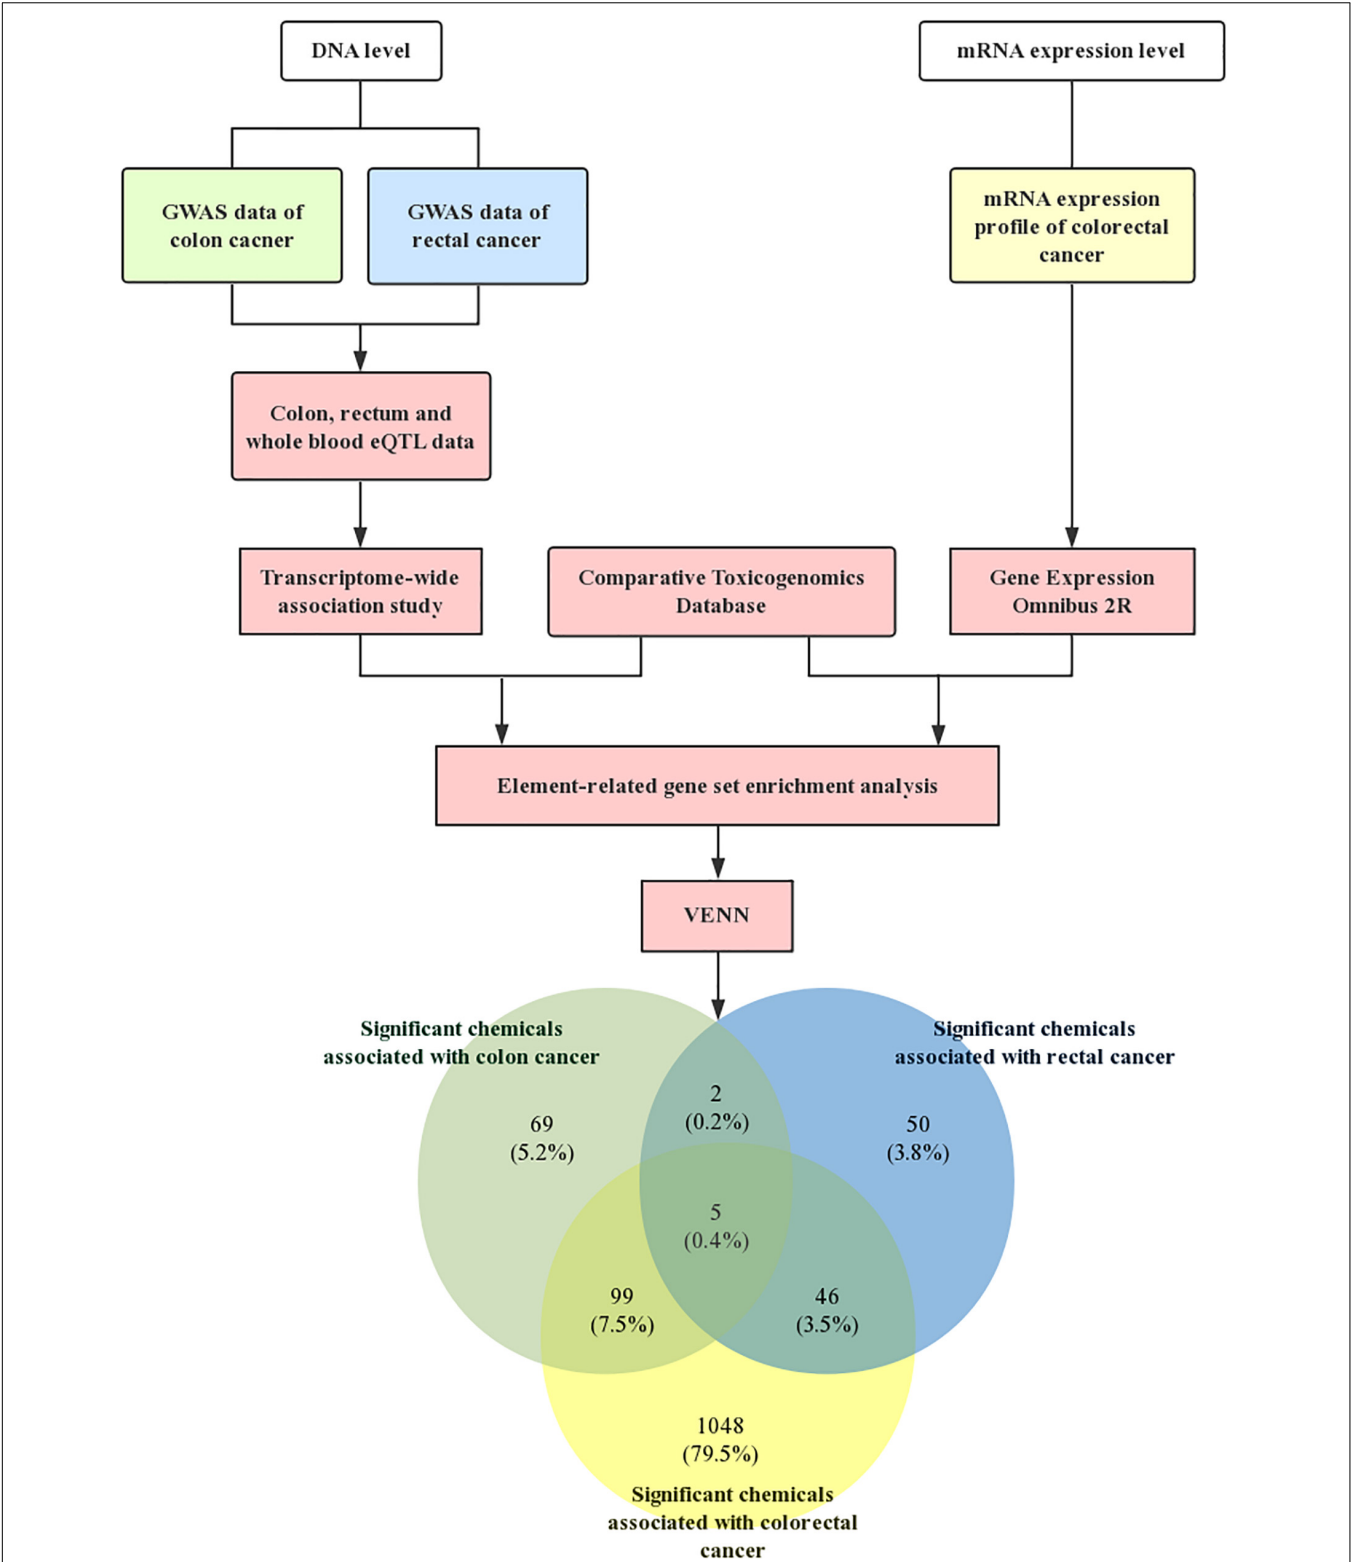 DNA level
mRNA expression level
GWAS data of
colon cacner
GWAS data of
rectal cancer
mRNA expression
profile of colorectal
cancer
Colon, rectum and
whole blood eQTL data
Transcriptome-wide
association study
Comparative Toxicogenomics
Database
Gene Expression
Omnibus 2R
Element-related gene set enrichment analysis
VENN
Significant chemicals
associated with colon cancer
Significant chemicals
associated with rectal cancer
2
(0.2%)
69
(5.2%)
50
(3.8%)
5
(0.4%)
99
(7.5%)
46
(3.5%)
1048
(79.5%)
Significant chemicals
associated with colorectal
cancer